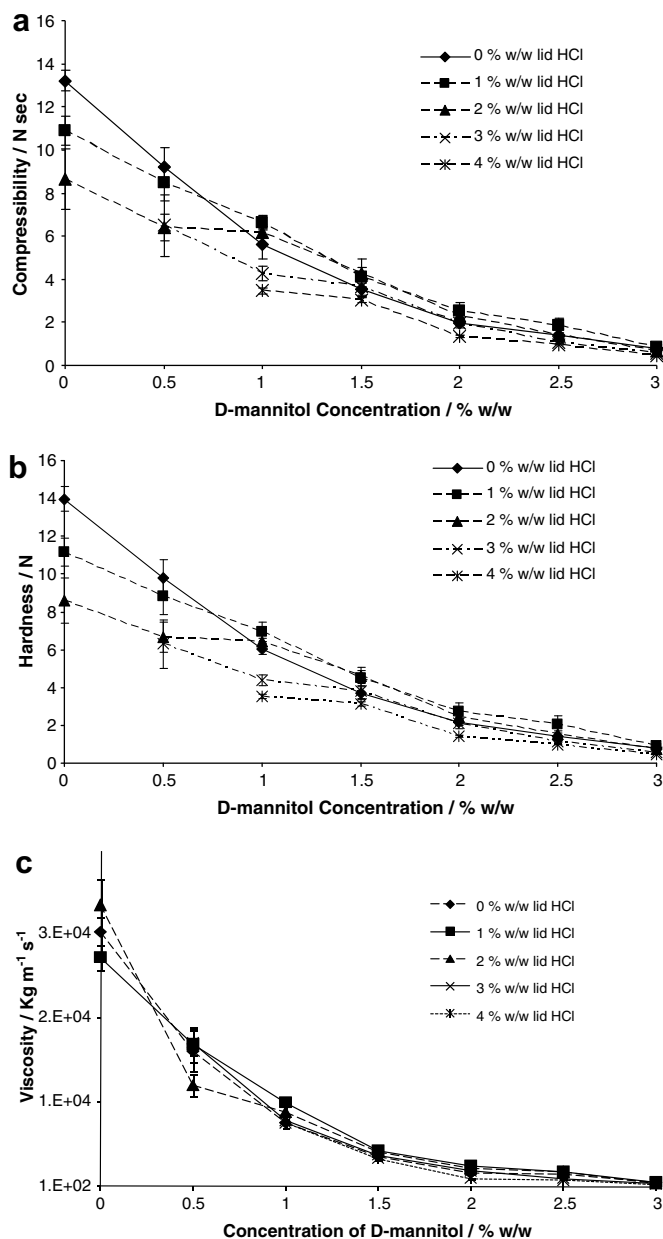 a
16
14
12
10
8
6
4
2
0
Compressibility / N sec
0 % w/w lid HCl
1 % w/w lid HCl
2 % w/w lid HCl
3 % w/w lid HCl
4 % w/w lid HCl
0 0.5 1 1.5 2 2.5 3
D-mannitol Concentration / % w/w
b
16
14
12
10
8
6
4
2
0
Hardness / N
0 % w/w lid HCl
1 % w/w lid HCl
2 % w/w lid HCl
3 % w/w lid HCl
4 % w/w lid HCl
0 0.5 1 1.5 2 2.5 3
D-mannitol Concentration / % w/w
c
3.E+04
2.E+04
1.E+04
1.E+02
Viscosity / Kg m⁻¹ s⁻¹
0 % w/w lid HCl
1 % w/w lid HCl
2 % w/w lid HCl
3 % w/w lid HCl
4 % w/w lid HCl
0 0.5 1 1.5 2 2.5 3
Concentration of D-mannitol / % w/w